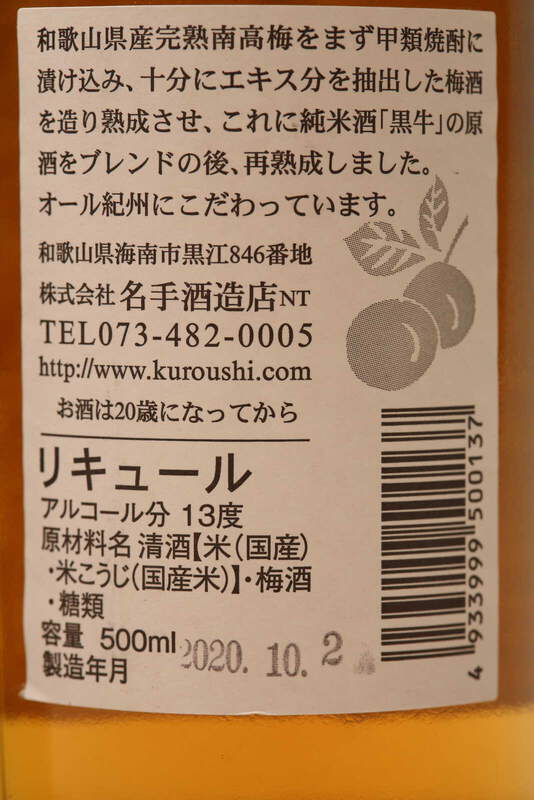 和歌山県産完熟南高梅をまず甲類焼酎に
漬け込み、十分にエキス分を抽出した梅酒
を造り熟成させ、これに純米酒「黒牛」の原
酒をブレンドの後、再熟成しました。
オール紀州にこだわっています。
和歌山県海南市黒江846番地
株式会社 名手酒造店NT
TEL073-482-0005
http://www.kuroushi.com
お酒は20歳になってから
リキュール
アルコール分 13度
原材料名 清酒【米（国産）
・米こうじ（国産米）】・梅酒
・糖類
容量 500ml
製造年月 2020.10.2
4933999500137